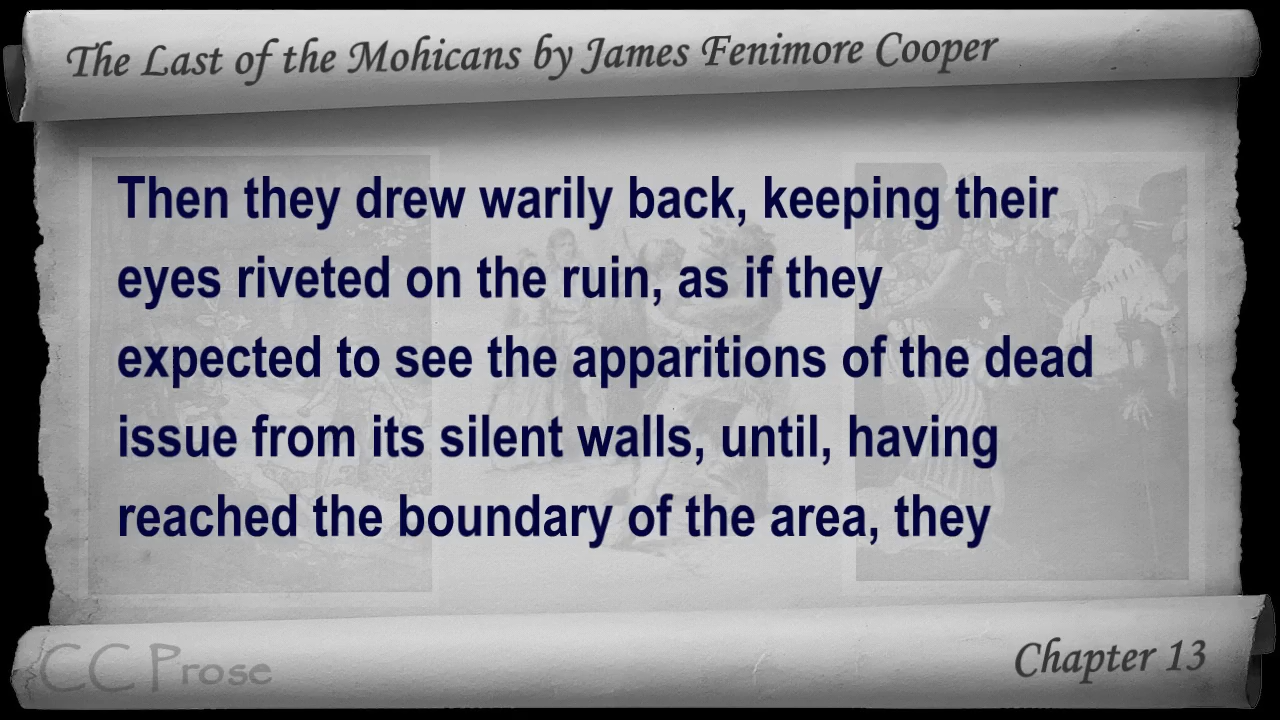 The Last of the Mohicans by James Fenimore Cooper
Then they drew warily back, keeping their
eyes riveted on the ruin, as if they
expected to see the apparitions of the dead
issue from its silent walls, until, having
reached the boundary of the area, they
CC Prose
Chapter 13